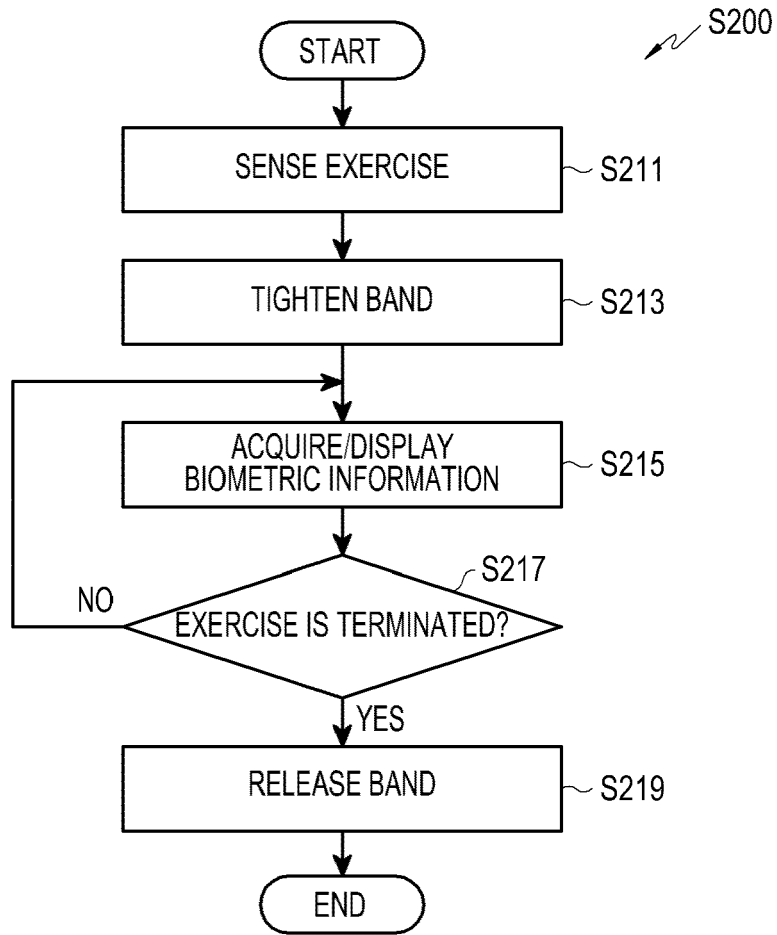 S200
START
SENSE EXERCISE
S211
TIGHTEN BAND
S213
ACQUIRE/DISPLAY
BIOMETRIC INFORMATION
S215
S217
NO
EXERCISE IS TERMINATED?
YES
RELEASE BAND
S219
END